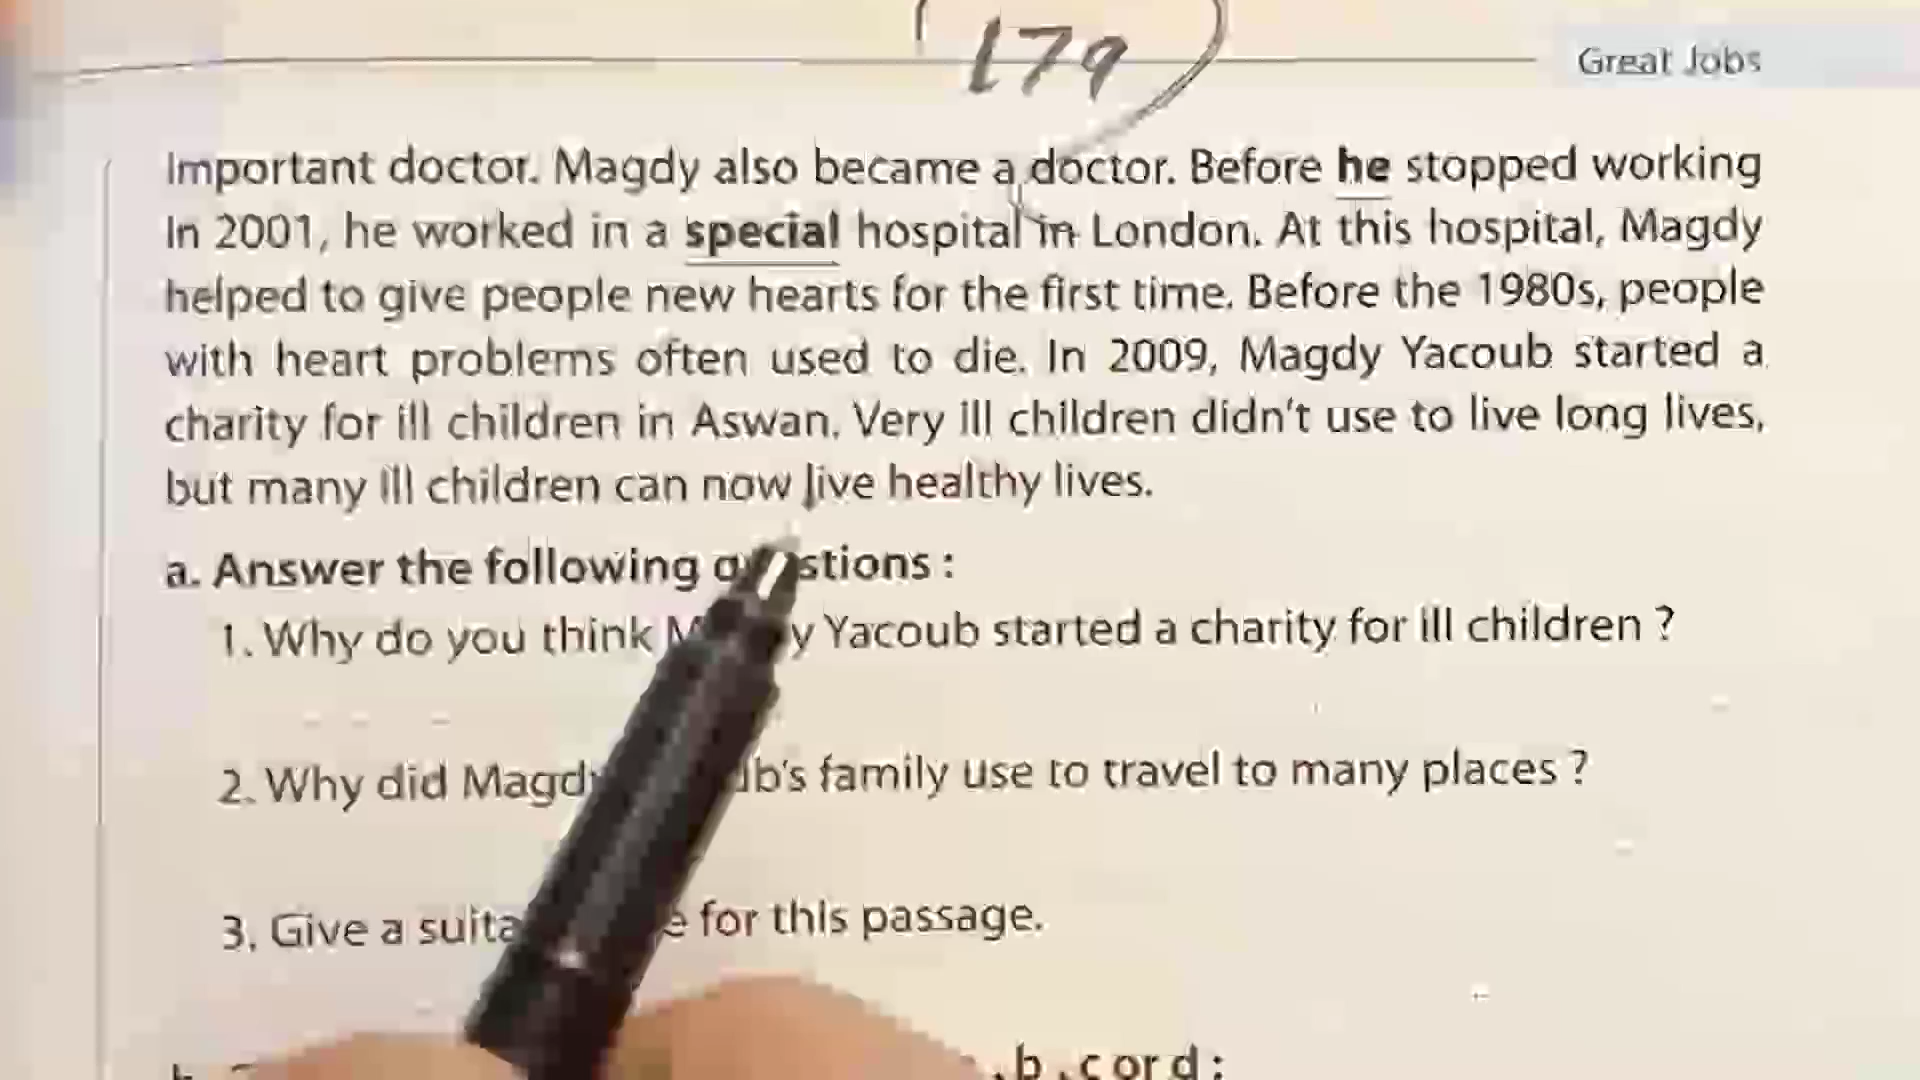 179
Great Jobs
Important doctor. Magdy also became a doctor. Before he stopped working
In 2001, he worked in a special hospital in London. At this hospital, Magdy
helped to give people new hearts for the first time. Before the 1980s, people
with heart problems often used to die. In 2009, Magdy Yacoub started a
charity for ill children in Aswan. Very ill children didn't use to live long lives,
but many ill children can now live healthy lives.
a. Answer the following :
1. Why do you think Yacoub started a charity for ill children ?
2. Why did family use to travel to many places ?
3. Give a for this passage.
, b , c or d :